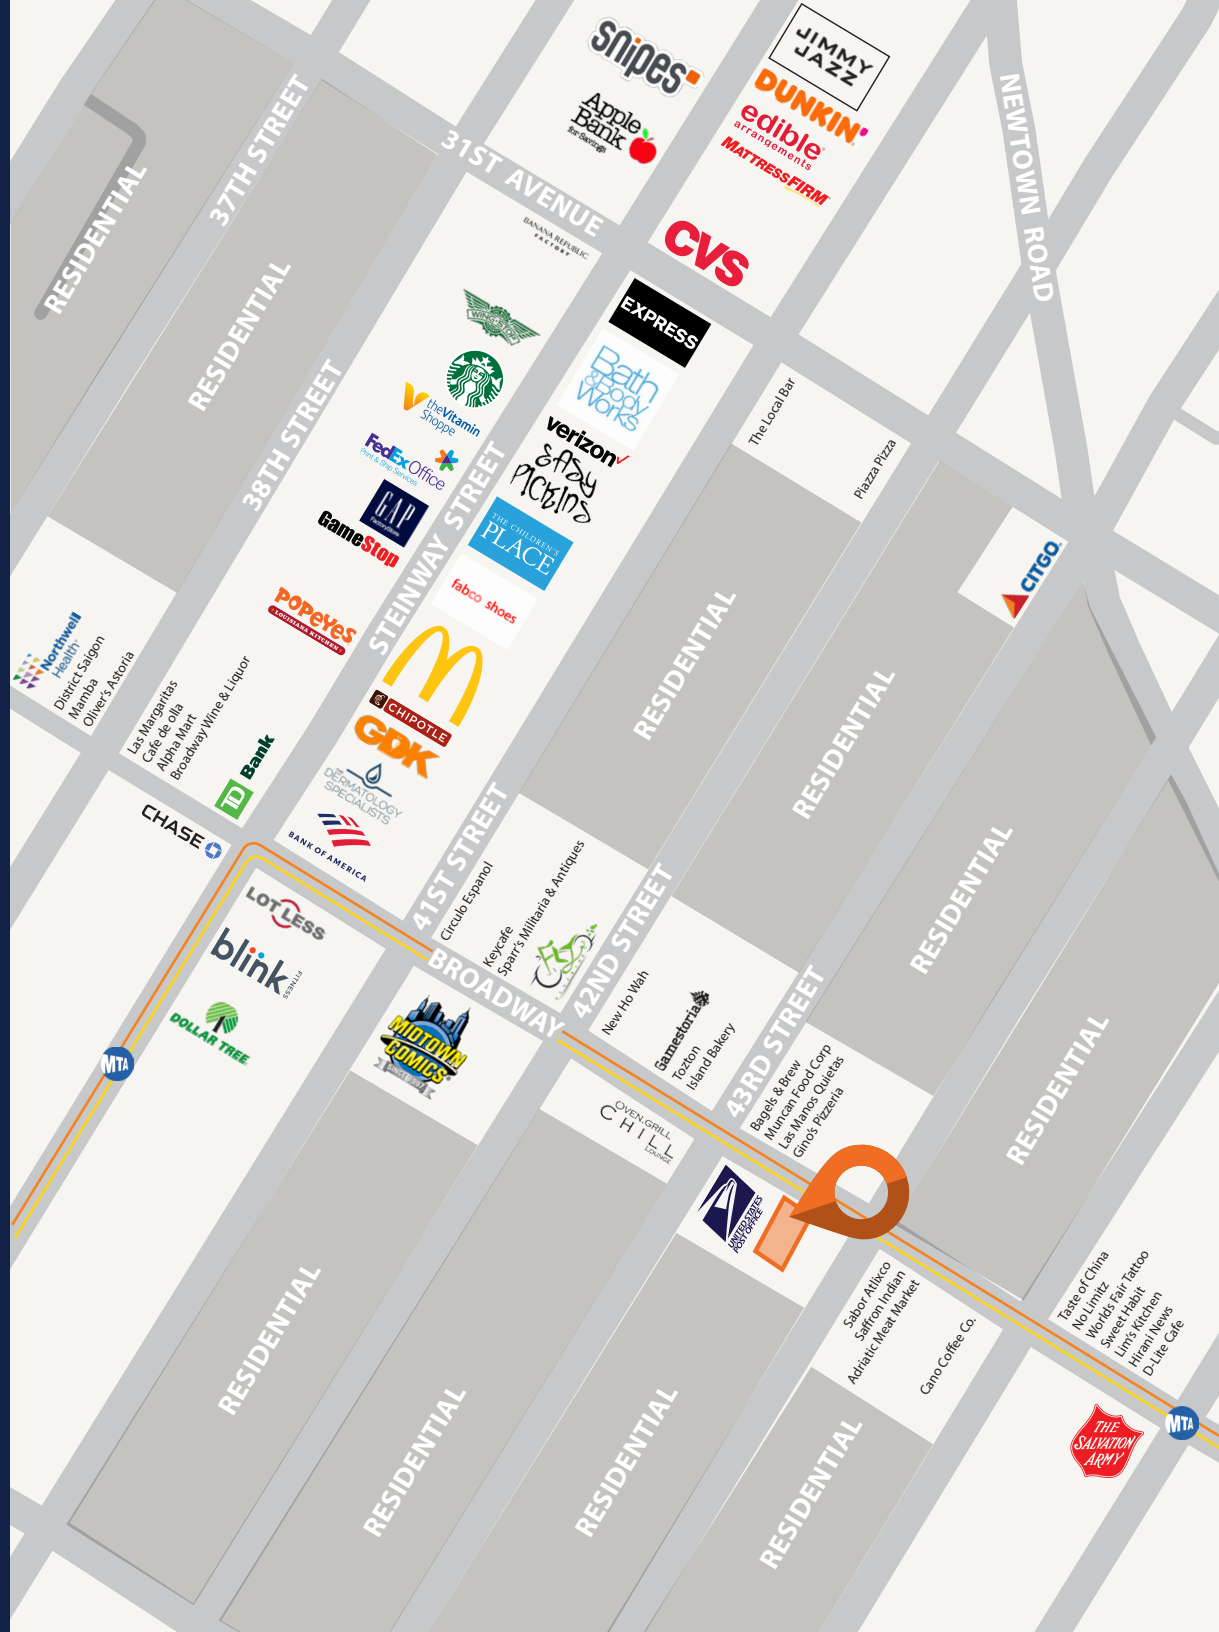 snipes
JIMMY
JAZZ
DUNKIN'
Apple
Bank
for Savings
edible
arrangements
MATTRESSFIRM
NEWTOWN ROAD
37TH STREET
31ST AVENUE
RESIDENTIAL
BANANA REPUBLIC
FACTORY
CVS
RESIDENTIAL
WINGSTOP
EXPRESS
Bath
& Body
Works
theVitamin
Shoppe
The Local Bar
38TH STREET
FedEx Office
Print & Ship Services
verizon
EASY
PICKINS
Piazza Pizza
GAP
FactoryStore
GameStop
STEINWAY STREET
THE CHILDREN'S
PLACE
CITGO
fabco shoes
POPEYES
LOUISIANA KITCHEN
RESIDENTIAL
Northwell
Health
District Saigon
Mamba
Oliver's Astoria
Las Margaritas
Cafe de olla
Alpha Mart
Broadway Wine & Liquor
CHIPOTLE
GDK
RESIDENTIAL
TD Bank
THE
DERMATOLOGY
SPECIALISTS
CHASE
BANK OF AMERICA
41ST STREET
Circulo Espanol
Keycafe
Sparr's Militaria & Antiques
RESIDENTIAL
LOT LESS
blink
FITNESS
42ND STREET
BROADWAY
DOLLAR TREE
MTA
MIDTOWN
COMICS
SINCE 1997
New Ho Wah
Gamestoria
Tozton
Island Bakery
43RD STREET
RESIDENTIAL
OVEN.GRILL
CHILL
LOUNGE
Bagels & Brew
Muncan Food Corp
Las Manos Quietas
Gino's Pizzeria
UNITED STATES
POST OFFICE
Sabor Atlixco
Saffron Indian
Adriatic Meat Market
Cano Coffee Co.
Taste of China
No Limitz
Worlds Fair Tattoo
Sweet Habit
Lim's Kitchen
Hirani News
D-Lite Cafe
RESIDENTIAL
RESIDENTIAL
RESIDENTIAL
RESIDENTIAL
THE
SALVATION
ARMY
MTA